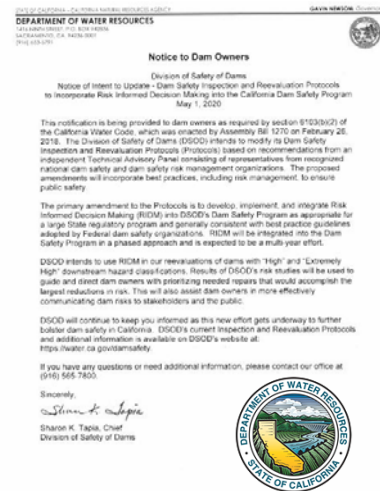 STATE OF CALIFORNIA – CALIFORNIA NATURAL RESOURCES AGENCY
GAVIN NEWSOM, Governor
DEPARTMENT OF WATER RESOURCES
1416 NINTH STREET, P.O. BOX 942836
SACRAMENTO, CA 94236-0001
(916) 653-5791
Notice to Dam Owners
Division of Safety of Dams
Notice of Intent to Update - Dam Safety Inspection and Reevaluation Protocols
to Incorporate Risk Informed Decision Making into the California Dam Safety Program
May 1, 2020
This notification is being provided to dam owners as required by section 6103(b)(2) of
the California Water Code, which was enacted by Assembly Bill 1270 on February 26,
2018. The Division of Safety of Dams (DSOD) intends to modify its Dam Safety
Inspection and Reevaluation Protocols (Protocols) based on recommendations from an
independent Technical Advisory Panel consisting of representatives from recognized
national dam safety and dam safety risk management organizations. The proposed
amendments will incorporate best practices, including risk management, to ensure
public safety.
The primary amendment to the Protocols is to develop, implement, and integrate Risk
Informed Decision Making (RIDM) into DSOD's Dam Safety Program as appropriate for
a large State regulatory program and generally consistent with best practice guidelines
adopted by Federal dam safety organizations. RIDM will be integrated into the Dam
Safety Program in a phased approach and is expected to be a multi-year effort.
DSOD intends to use RIDM in our reevaluations of dams with "High" and "Extremely
High" downstream hazard classifications. Results of DSOD's risk studies will be used to
guide and direct dam owners with prioritizing needed repairs that would accomplish the
largest reductions in risk. This will also assist dam owners in more effectively
communicating dam risks to stakeholders and the public.
DSOD will continue to keep you informed as this new effort gets underway to further
bolster dam safety in California. DSOD's current Inspection and Reevaluation Protocols
and additional information is available on DSOD's website at:
https://water.ca.gov/damsafety.
If you have any questions or need additional information, please contact our office at
(916) 565-7800.
Sincerely,
Sharon K. Tapia
Sharon K. Tapia, Chief
Division of Safety of Dams
DEPARTMENT OF WATER RESOURCES
STATE OF CALIFORNIA